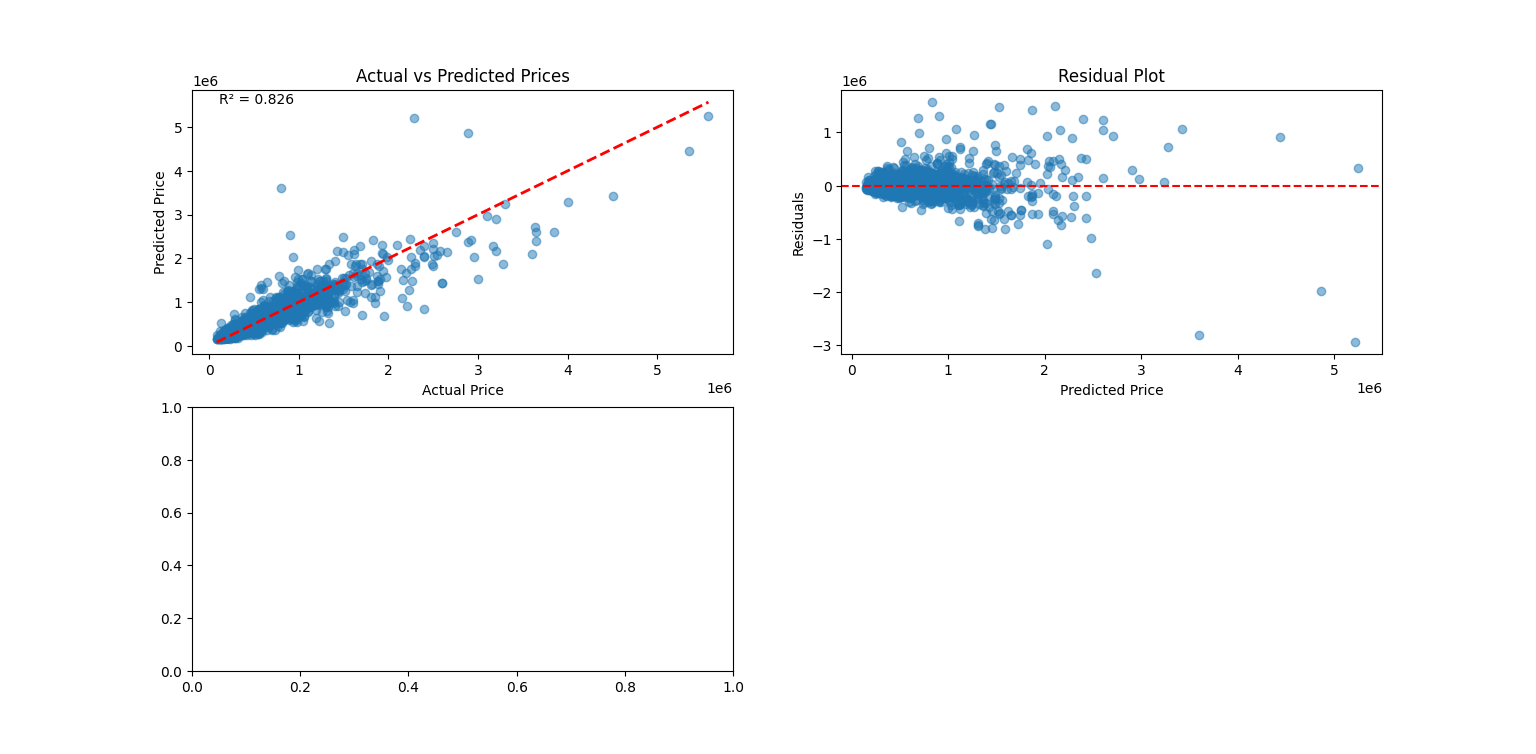 Actual vs Predicted Prices
1e6
R² = 0.826
5
4
3
2
1
0
Predicted Price
0 1 2 3 4 5
1e6
Actual Price
Residual Plot
1e6
1
0
−1
−2
−3
Residuals
0 1 2 3 4 5
1e6
Predicted Price
1.0
0.8
0.6
0.4
0.2
0.0
0.0 0.2 0.4 0.6 0.8 1.0